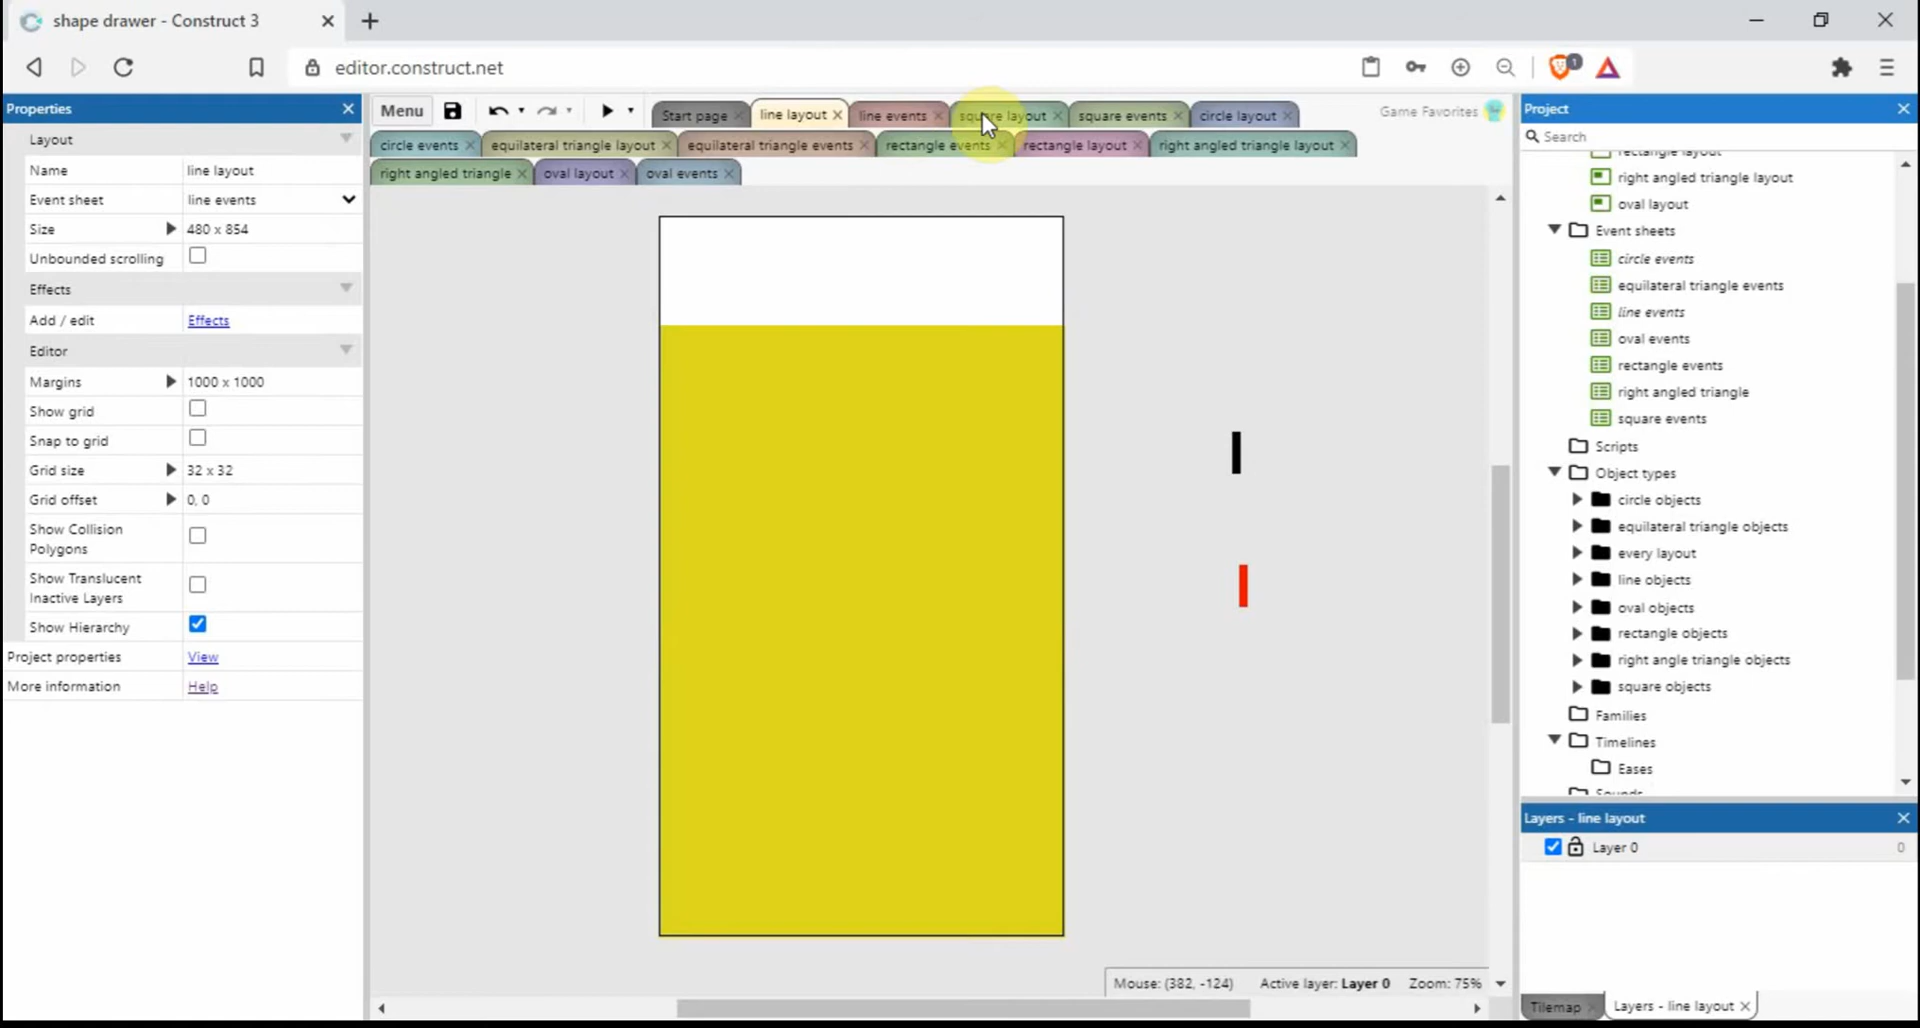 shape drawer - Construct 3
editor.construct.net
1
Properties
Layout
Name line layout
Event sheet line events
Size 480 x 854
Unbounded scrolling
Effects
Add / edit Effects
Editor
Margins 1000 x 1000
Show grid
Snap to grid
Grid size 32 x 32
Grid offset 0, 0
Show Collision
Polygons
Show Translucent
Inactive Layers
Show Hierarchy
Project properties View
More information Help
Menu
Start page line layout line events square layout square events circle layout
Game Favorites
circle events equilateral triangle layout equilateral triangle events rectangle events rectangle layout right angled triangle layout
right angled triangle oval layout oval events
Mouse: (382, -124) Active layer: Layer 0 Zoom: 75%
Project
Search
rectangle layout
right angled triangle layout
oval layout
Event sheets
circle events
equilateral triangle events
line events
oval events
rectangle events
right angled triangle
square events
Scripts
Object types
circle objects
equilateral triangle objects
every layout
line objects
oval objects
rectangle objects
right angle triangle objects
square objects
Families
Timelines
Eases
Sounds
Layers - line layout
Layer 0 0
Tilemap Layers - line layout